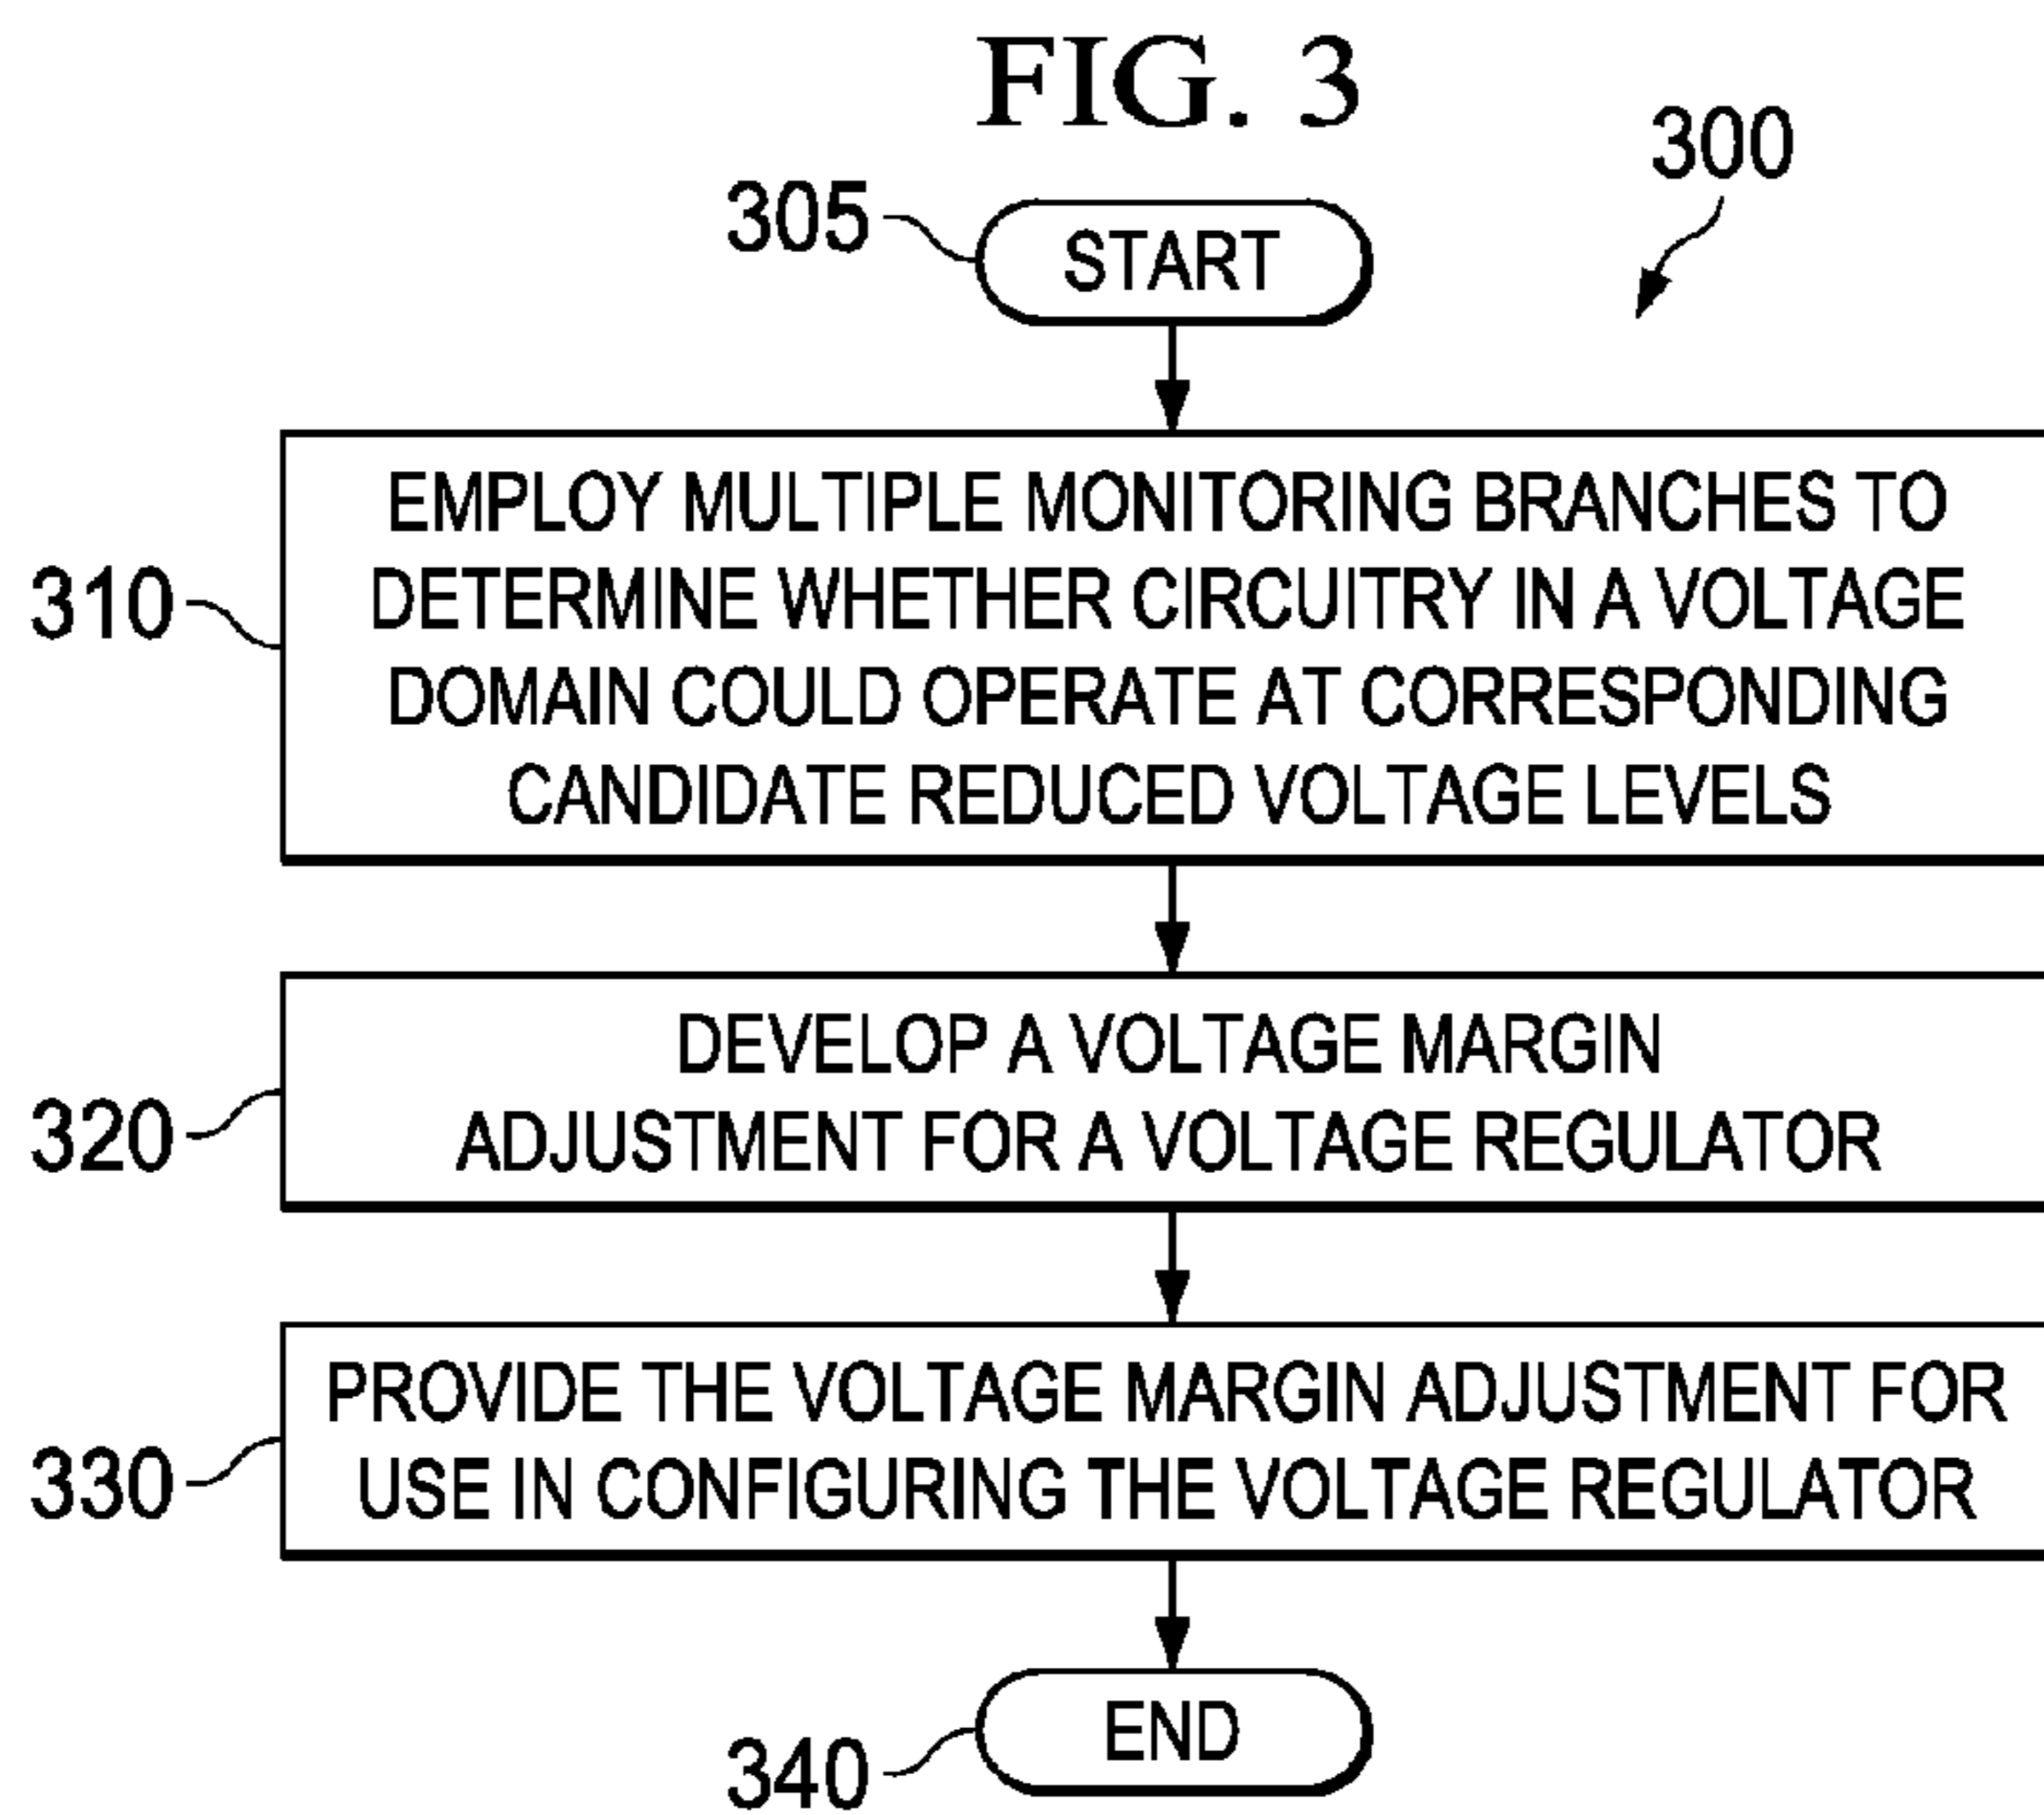 FIG. 3
300
305
START
310
EMPLOY MULTIPLE MONITORING BRANCHES TO
DETERMINE WHETHER CIRCUITRY IN A VOLTAGE
DOMAIN COULD OPERATE AT CORRESPONDING
CANDIDATE REDUCED VOLTAGE LEVELS
320
DEVELOP A VOLTAGE MARGIN
ADJUSTMENT FOR A VOLTAGE REGULATOR
330
PROVIDE THE VOLTAGE MARGIN ADJUSTMENT FOR
USE IN CONFIGURING THE VOLTAGE REGULATOR
340
END